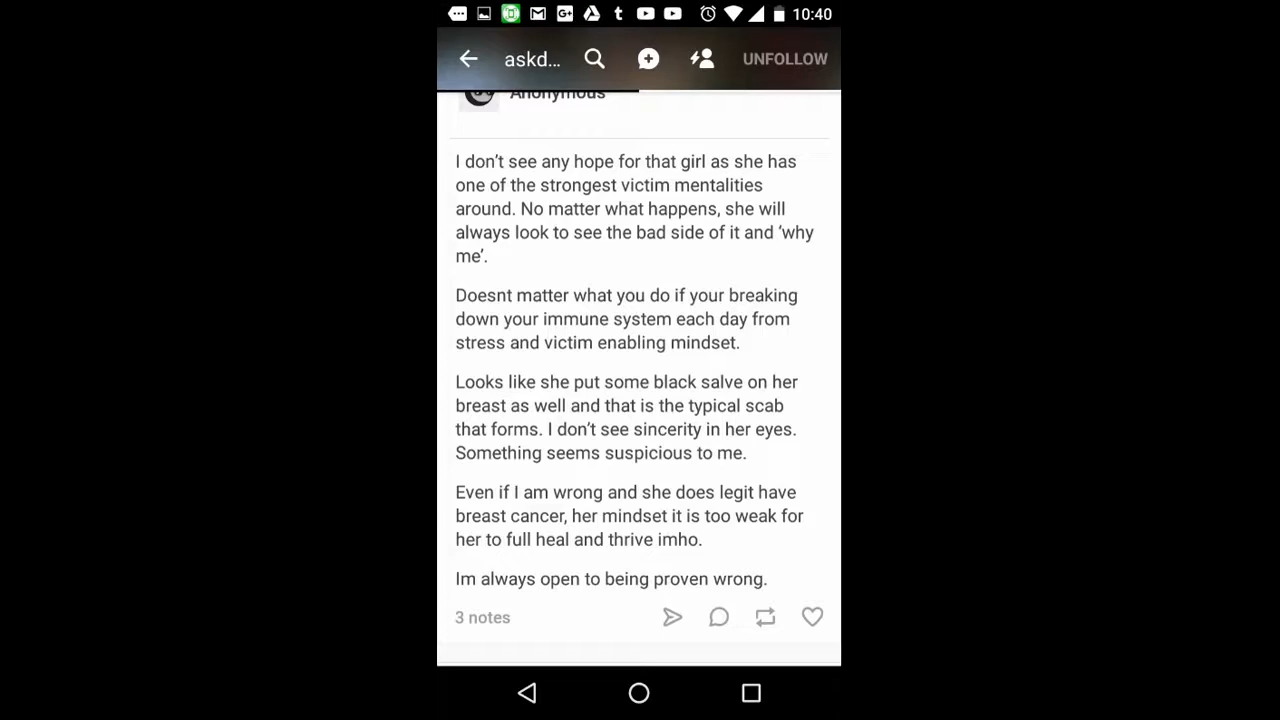 10:40
askd... UNFOLLOW
Anonymous
I don't see any hope for that girl as she has
one of the strongest victim mentalities
around. No matter what happens, she will
always look to see the bad side of it and ‘why
me’.
Doesnt matter what you do if your breaking
down your immune system each day from
stress and victim enabling mindset.
Looks like she put some black salve on her
breast as well and that is the typical scab
that forms. I don't see sincerity in her eyes.
Something seems suspicious to me.
Even if I am wrong and she does legit have
breast cancer, her mindset it is too weak for
her to full heal and thrive imho.
Im always open to being proven wrong.
3 notes